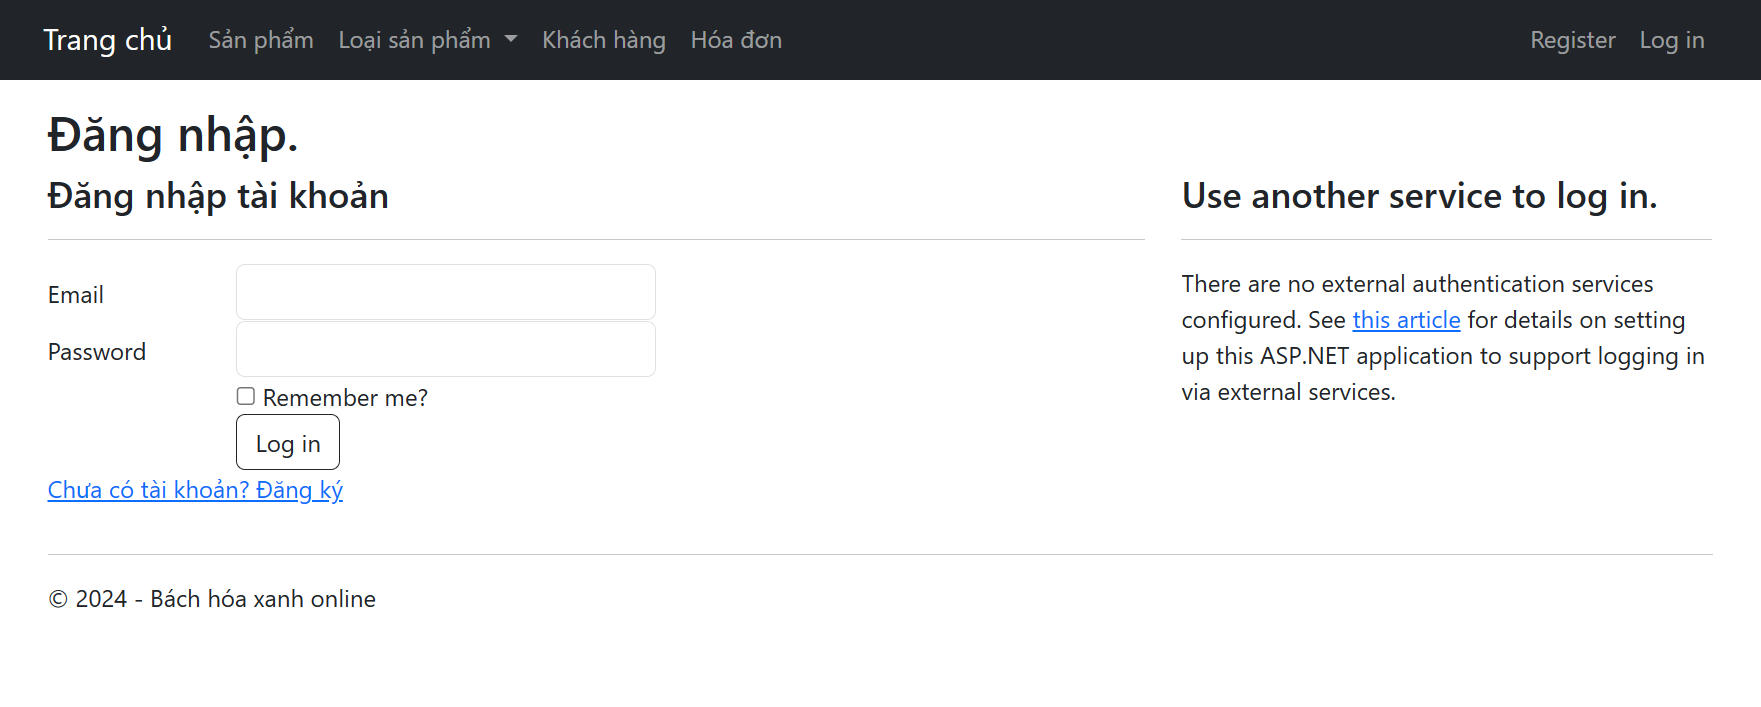 Trang chủ Sản phẩm Loại sản phẩm Khách hàng Hóa đơn Register Log in
Đăng nhập.
Đăng nhập tài khoản
Email
Password
Remember me?
Log in
Chưa có tài khoản? Đăng ký
Use another service to log in.
There are no external authentication services
configured. See this article for details on setting
up this ASP.NET application to support logging in
via external services.
© 2024 - Bách hóa xanh online